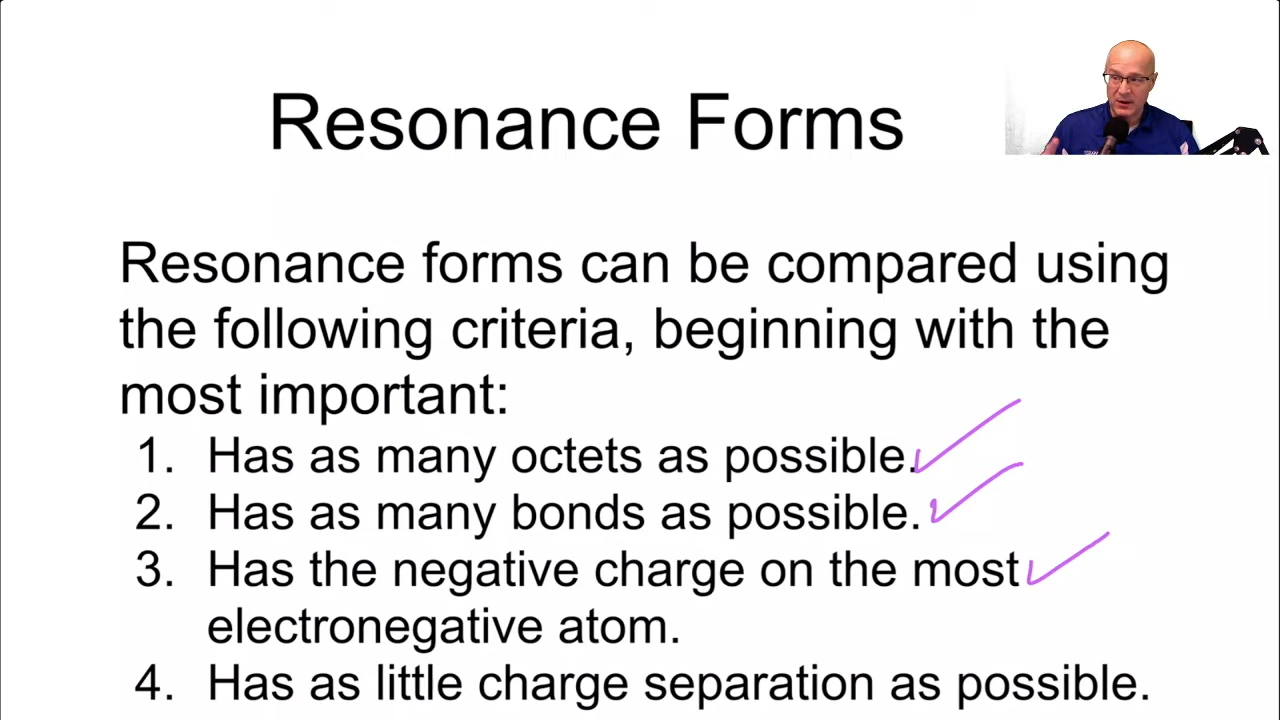 Resonance Forms
Resonance forms can be compared using
the following criteria, beginning with the
most important:
1. Has as many octets as possible.
2. Has as many bonds as possible.
3. Has the negative charge on the most
electronegative atom.
4. Has as little charge separation as possible.